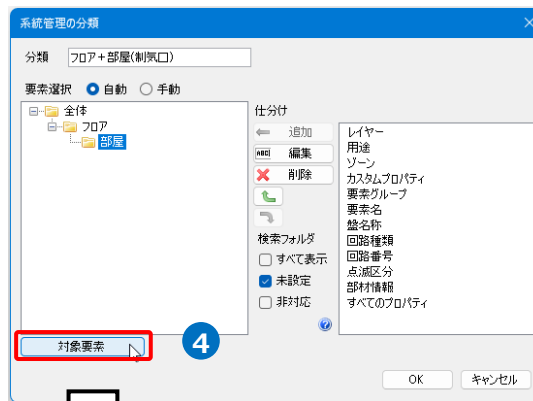 系統管理の分類
分類 フロア+部屋(制気口)
要素選択 自動 手動
全体
フロア
部屋
仕分け
追加
編集
削除
検索フォルダ
すべて表示
未設定
非対応
レイヤー
用途
ゾーン
カスタムプロパティ
要素グループ
要素名
盤名称
回路種類
回路番号
点滅区分
部材情報
すべてのプロパティ
対象要素
4
OK キャンセル